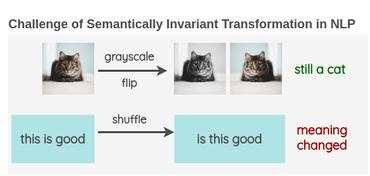 Challenge of Semantically Invariant Transformation in NLP
grayscale
flip
still a cat
this is good
shuffle
is this good
meaning
changed